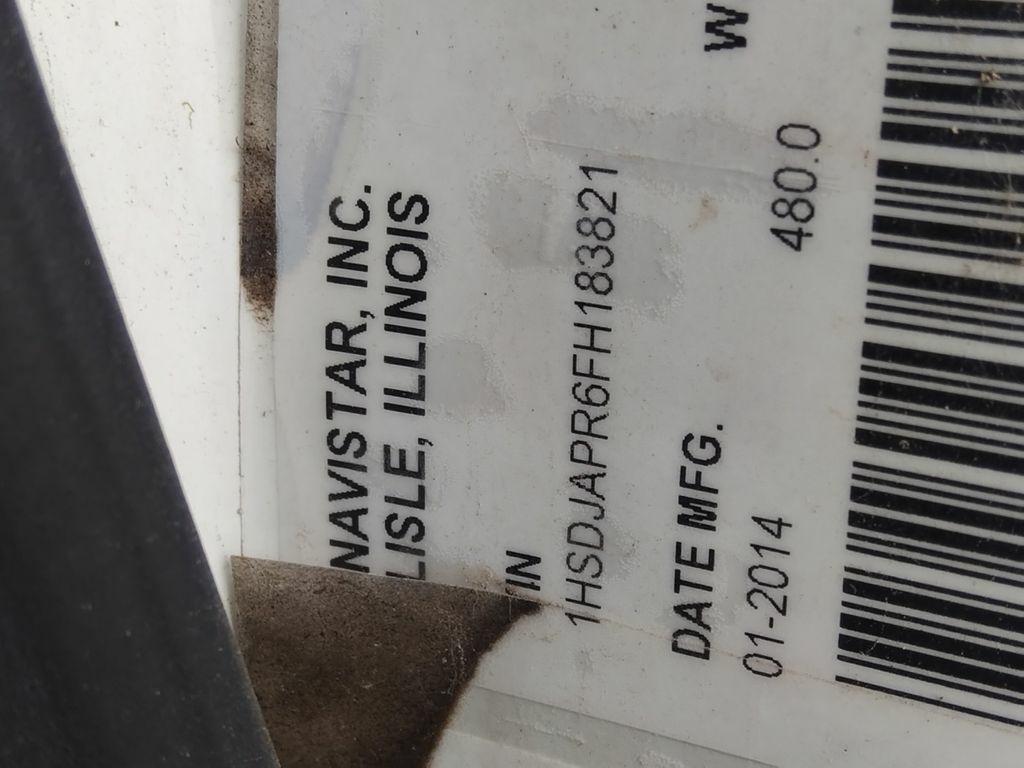 NAVISTAR, INC.
LISLE, ILLINOIS
IN
1HSDJAPR6FH183821
DATE MFG.
W
01-2014
480.0